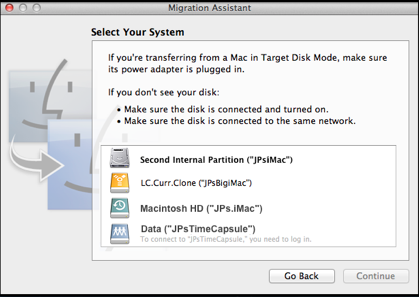 Migration Assistant
Select Your System
If you're transferring from a Mac in Target Disk Mode, make sure
its power adapter is plugged in.
If you don't see your disk:
• Make sure the disk is connected and turned on.
• Make sure the disk is connected to the same network.
Second Internal Partition ("JPsiMac")
LC.Curr.Clone ("JPsBigiMac")
Macintosh HD ("JPs.iMac")
Data ("JPsTimeCapsule")
To connect to "JPsTimeCapsule," you need to log in.
Go Back
Continue